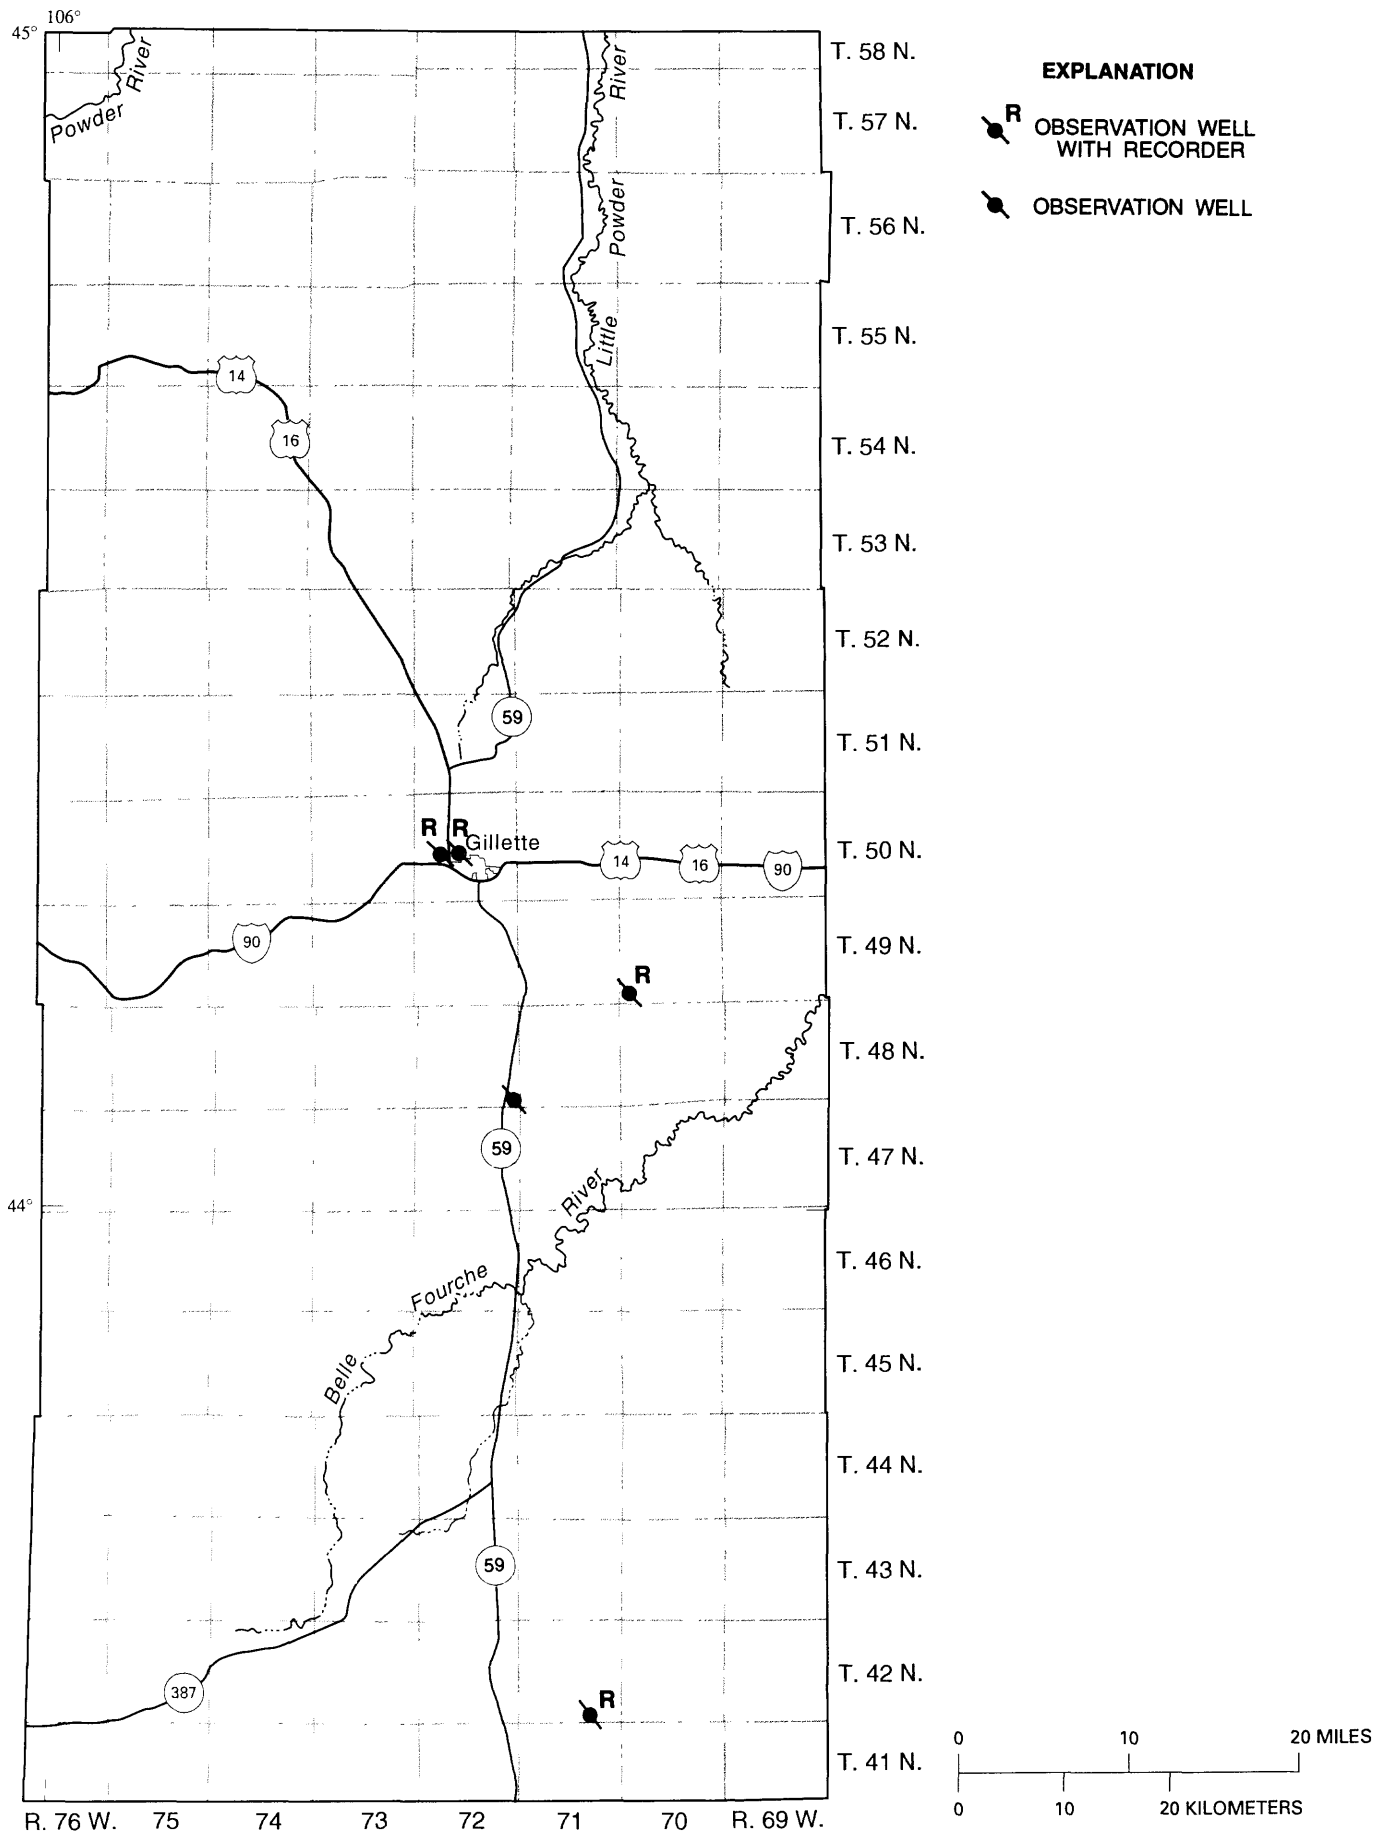 106°
45°
Powder River
River
Powder
Little
T. 58 N.
T. 57 N.
T. 56 N.
T. 55 N.
T. 54 N.
T. 53 N.
T. 52 N.
T. 51 N.
T. 50 N.
T. 49 N.
T. 48 N.
T. 47 N.
T. 46 N.
T. 45 N.
T. 44 N.
T. 43 N.
T. 42 N.
T. 41 N.
EXPLANATION
R OBSERVATION WELL
WITH RECORDER
OBSERVATION WELL
14
16
59
R R
Gillette
14 16 90
90
R
59
44°
River
Fourche
Belle
59
387
R
R. 76 W. 75 74 73 72 71 70 R. 69 W.
0 10 20 MILES
0 10 20 KILOMETERS